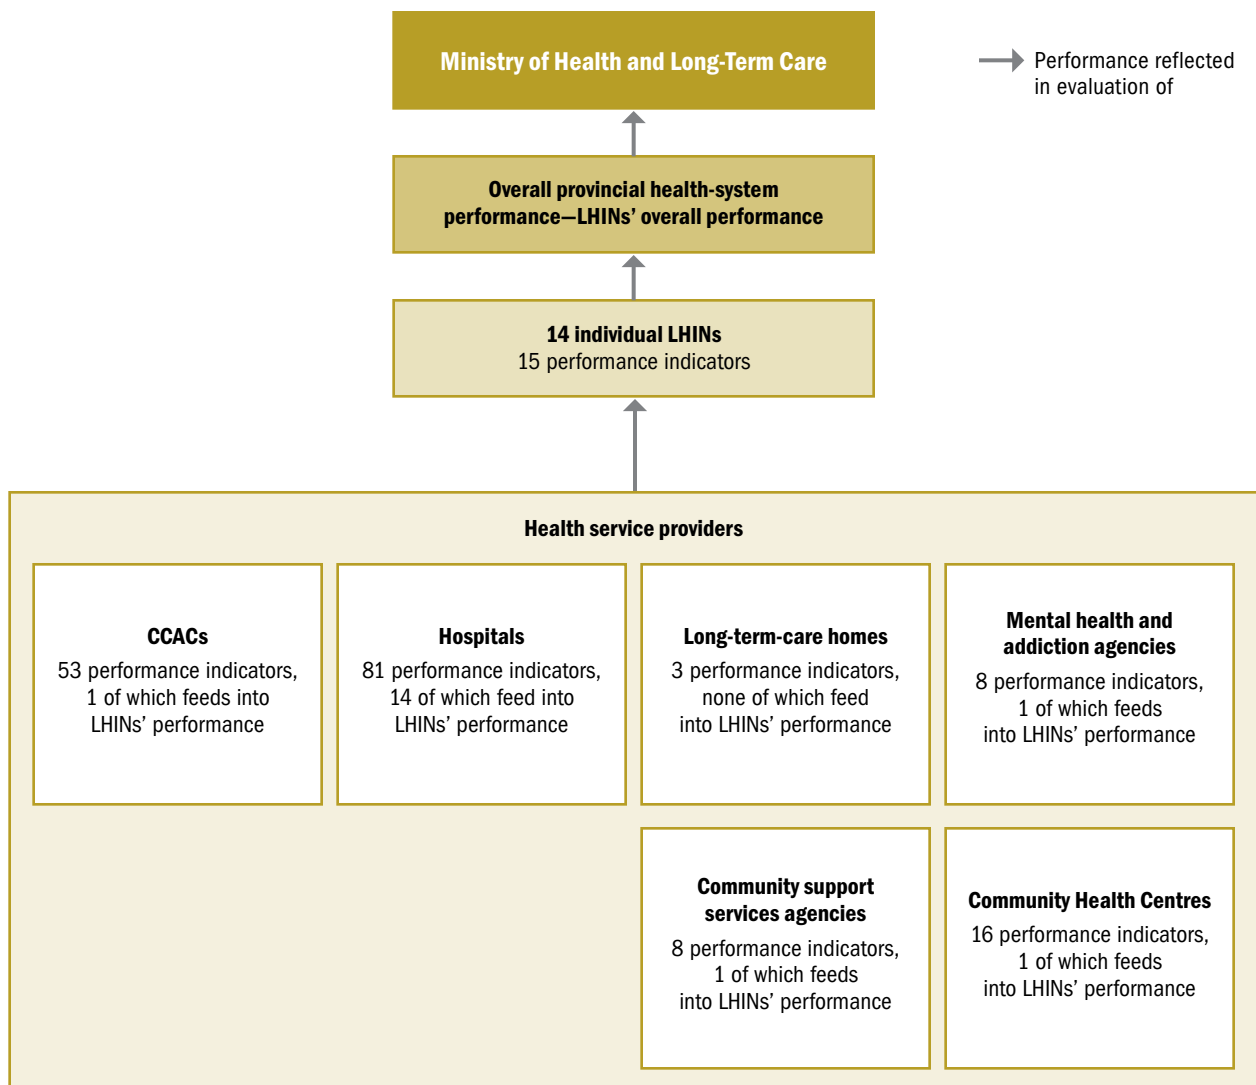 Ministry of Health and Long-Term Care
Performance reflected
in evaluation of
Overall provincial health-system
performance—LHINs’ overall performance
14 individual LHINs
15 performance indicators
Health service providers
CCACs
53 performance indicators,
1 of which feeds into
LHINs’ performance
Hospitals
81 performance indicators,
14 of which feed into
LHINs’ performance
Long-term-care homes
3 performance indicators,
none of which feed
into LHINs’ performance
Mental health and
addiction agencies
8 performance indicators,
1 of which feeds
into LHINs’ performance
Community support
services agencies
8 performance indicators,
1 of which feeds
into LHINs’ performance
Community Health Centres
16 performance indicators,
1 of which feeds
into LHINs’ performance